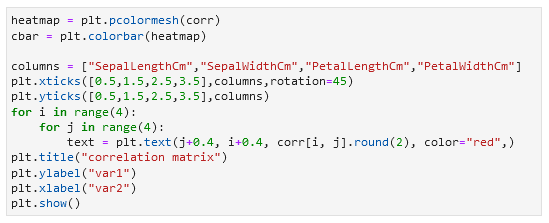 heatmap = plt.pcolormesh(corr)
cbar = plt.colorbar(heatmap)
columns = ["SepalLengthCm","SepalWidthCm","PetalLengthCm","PetalWidthCm"]
plt.xticks([0.5,1.5,2.5,3.5],columns,rotation=45)
plt.yticks([0.5,1.5,2.5,3.5],columns)
for i in range(4):
    for j in range(4):
        text = plt.text(j+0.4, i+0.4, corr[i, j].round(2), color="red",)
plt.title("correlation matrix")
plt.ylabel("var1")
plt.xlabel("var2")
plt.show()